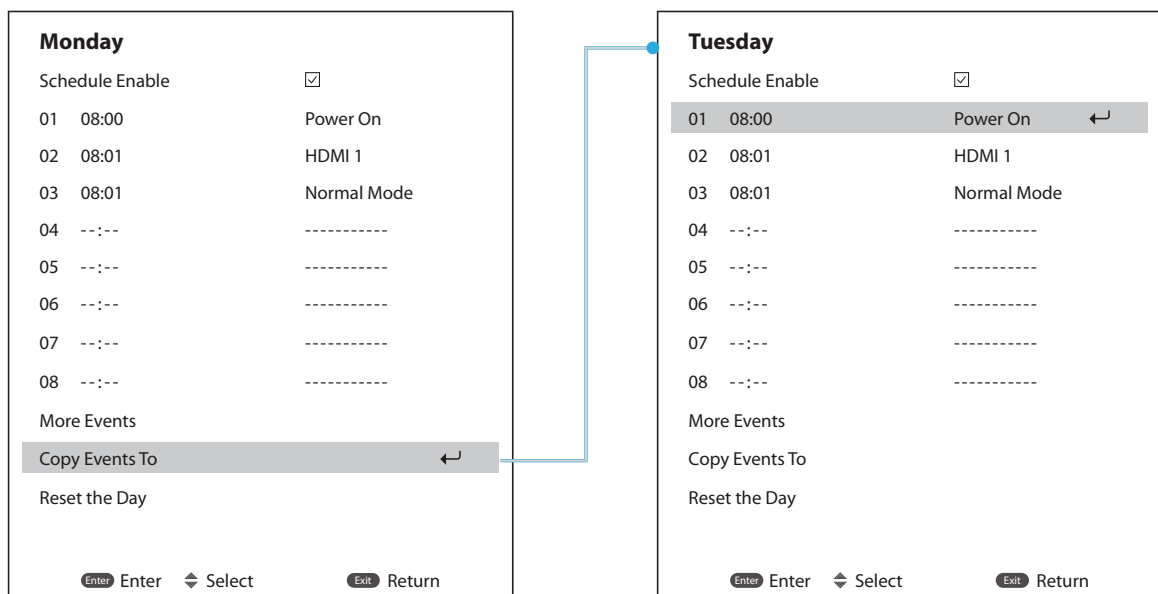 Monday
Schedule Enable
01 08:00 Power On
02 08:01 HDMI 1
03 08:01 Normal Mode
04 --:-- -----------
05 --:-- -----------
06 --:-- -----------
07 --:-- -----------
08 --:-- -----------
More Events
Copy Events To
Reset the Day
Enter Enter Select Exit Return
Tuesday
Schedule Enable
01 08:00 Power On
02 08:01 HDMI 1
03 08:01 Normal Mode
04 --:-- -----------
05 --:-- -----------
06 --:-- -----------
07 --:-- -----------
08 --:-- -----------
More Events
Copy Events To
Reset the Day
Enter Enter Select Exit Return